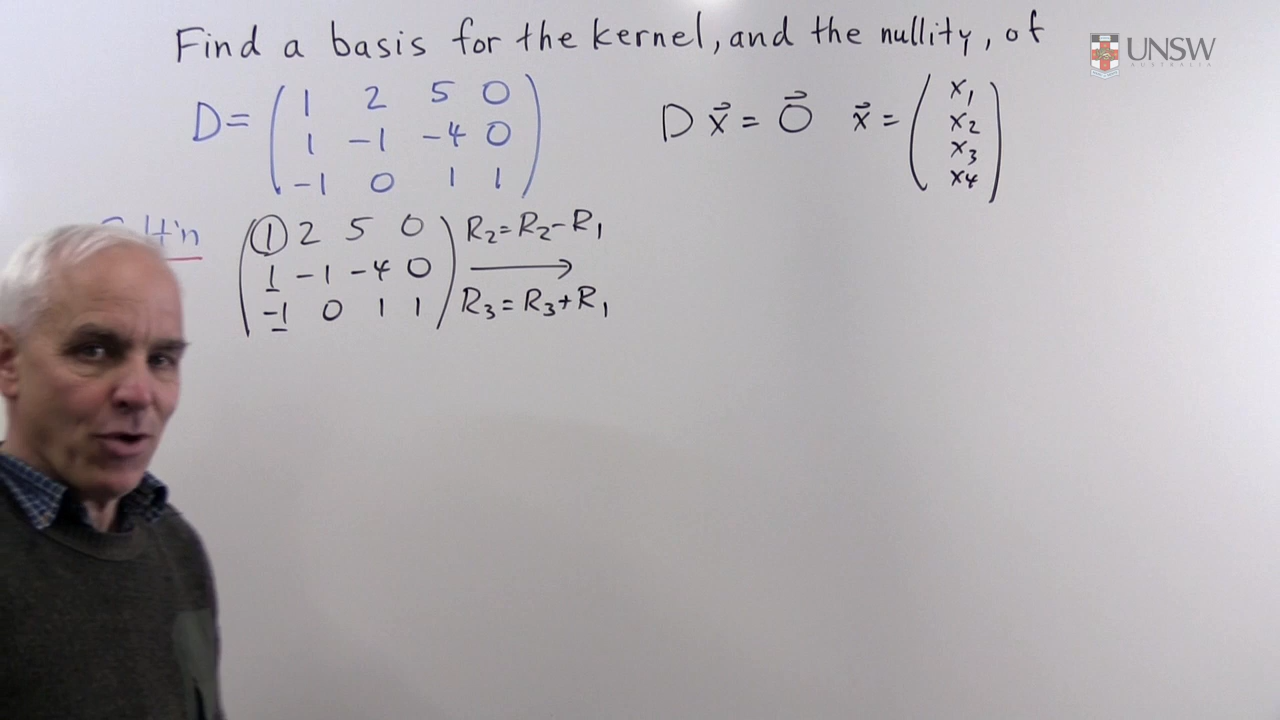 Find a basis for the kernel, and the nullity, of
UNSW
AUSTRALIA
D = ( 1 2 5 0
1 -1 -4 0
-1 0 1 1 )
D x⃗ = 0⃗ x⃗ = ( x₁
x₂
x₃
x₄ )
( 1 2 5 0
1 -1 -4 0
-1 0 1 1 )
R₂=R₂-R₁
R₃=R₃+R₁